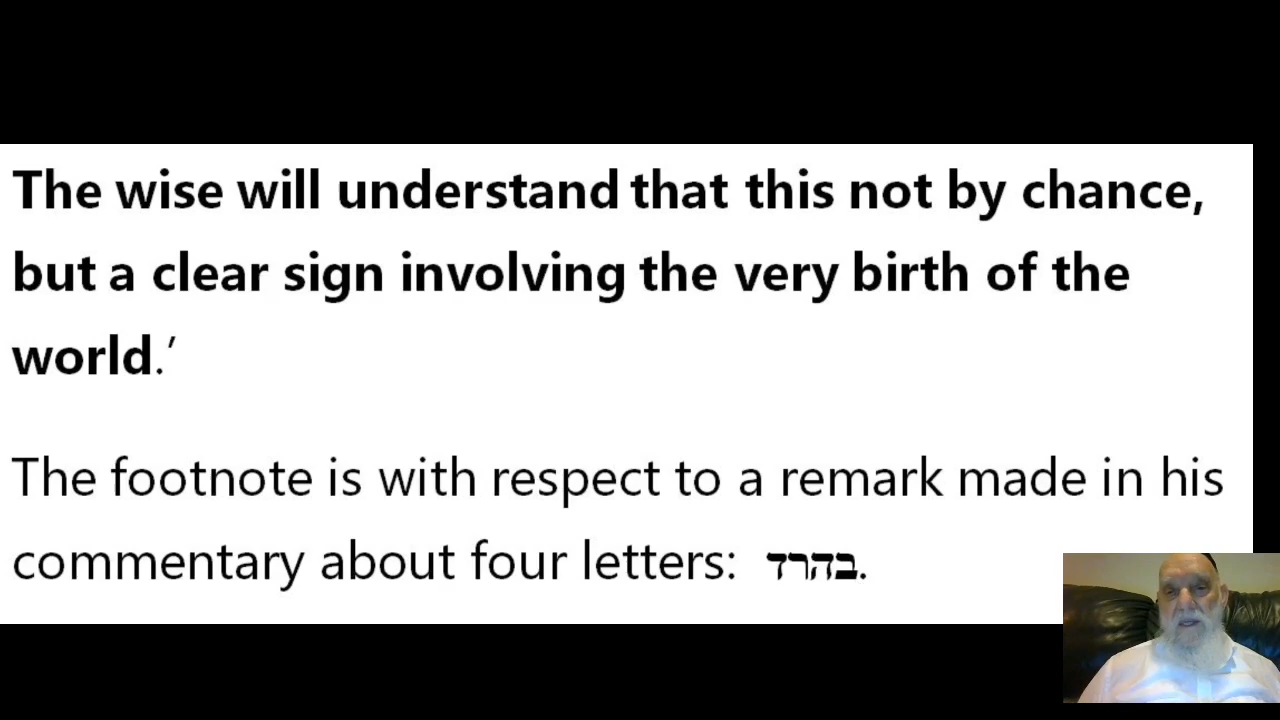 The wise will understand that this not by chance,
but a clear sign involving the very birth of the
world.’
The footnote is with respect to a remark made in his
commentary about four letters: בהרד.